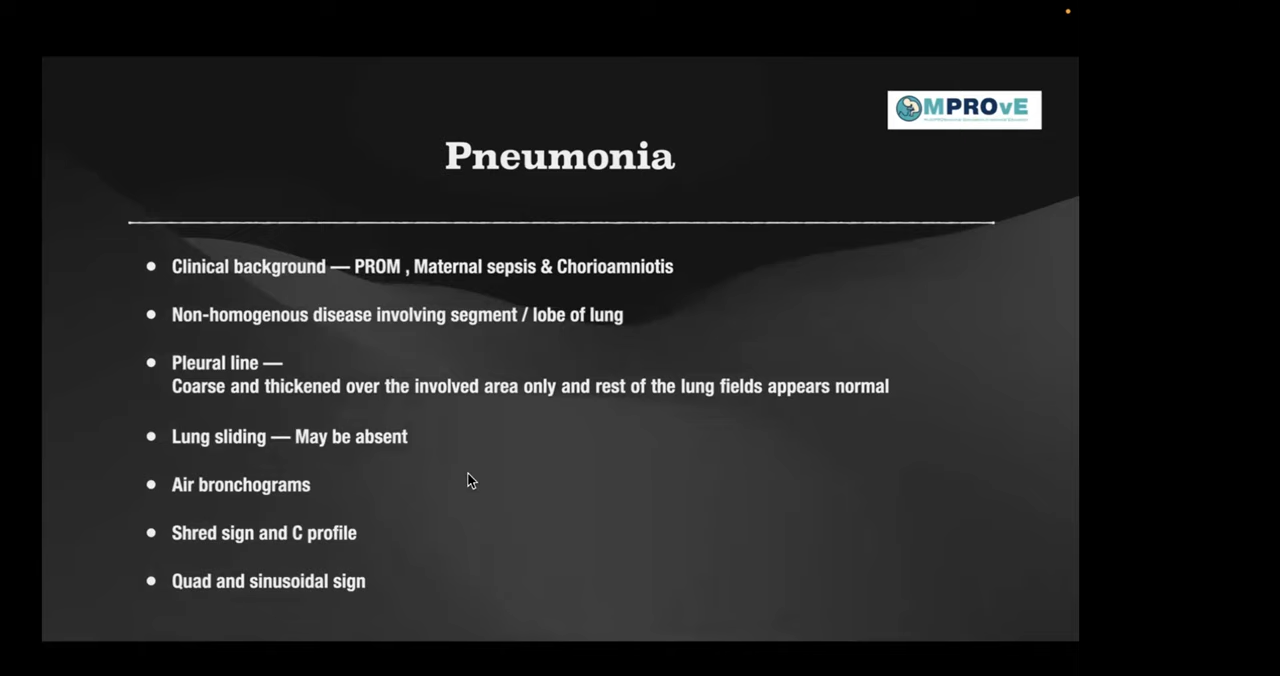 MPROvE
Pneumonia
Clinical background — PROM , Maternal sepsis & Chorioamniotis
Non-homogenous disease involving segment / lobe of lung
Pleural line —
Coarse and thickened over the involved area only and rest of the lung fields appears normal
Lung sliding — May be absent
Air bronchograms
Shred sign and C profile
Quad and sinusoidal sign